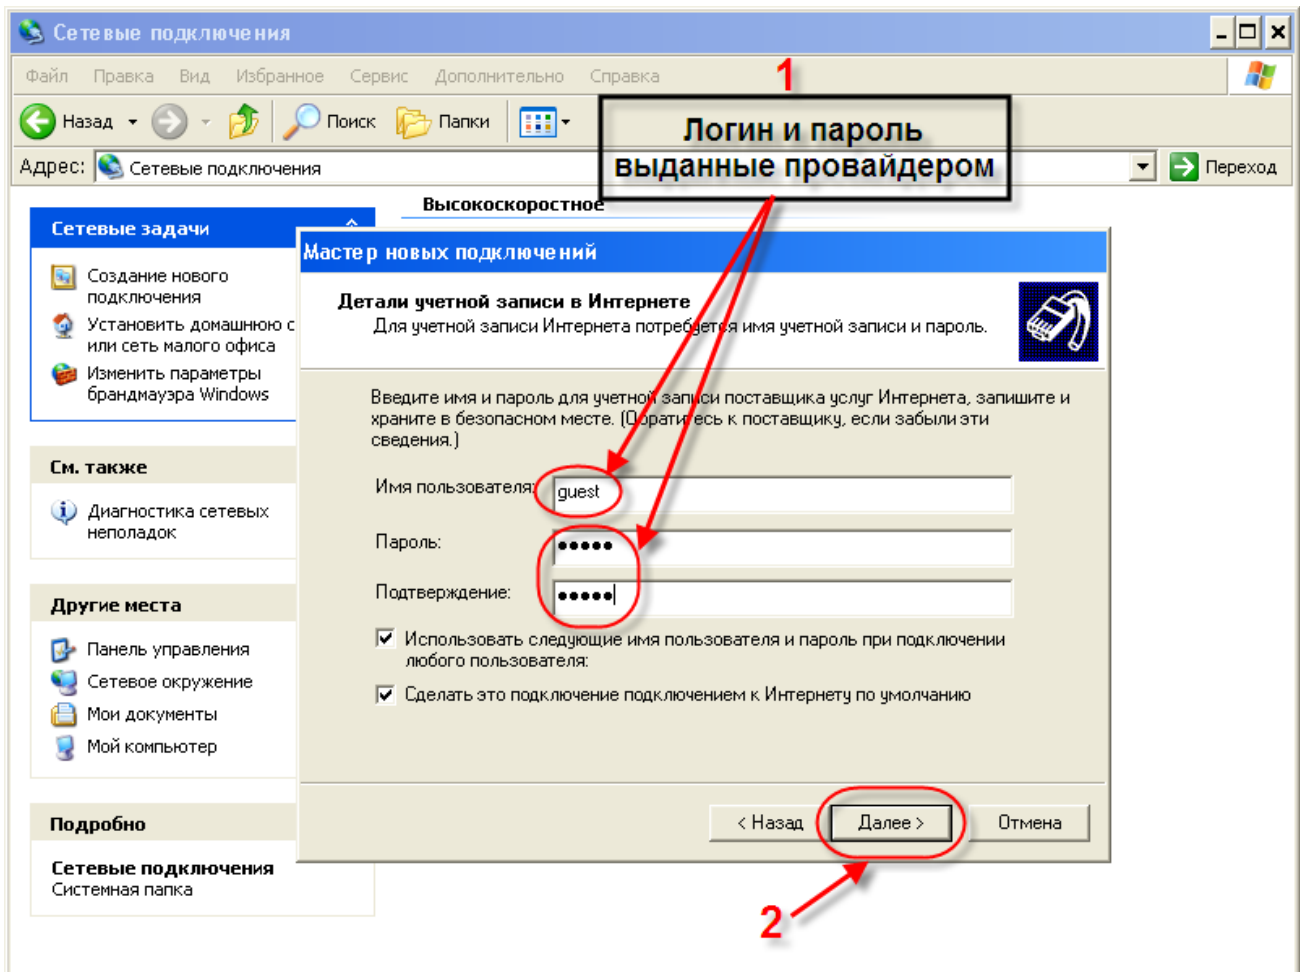 Сетевые подключения
Файл Правка Вид Избранное Сервис Дополнительно Справка
1
Назад Поиск Папки
Логин и пароль
выданные провайдером
Адрес: Сетевые подключения Переход
Высокоскоростное
Сетевые задачи
Создание нового
подключения
Установить домашнюю с
или сеть малого офиса
Изменить параметры
брандмауэра Windows
См. также
Диагностика сетевых
неполадок
Другие места
Панель управления
Сетевое окружение
Мои документы
Мой компьютер
Подробно
Сетевые подключения
Системная папка
Мастер новых подключений
Детали учетной записи в Интернете
Для учетной записи Интернета потребуется имя учетной записи и пароль.
Введите имя и пароль для учетной записи поставщика услуг Интернета, запишите и
храните в безопасном месте. (Обратитесь к поставщику, если забыли эти
сведения.)
Имя пользователя: guest
Пароль: •••••
Подтверждение: •••••
Использовать следующие имя пользователя и пароль при подключении
любого пользователя:
Сделать это подключение подключением к Интернету по умолчанию
< Назад Далее > Отмена
2